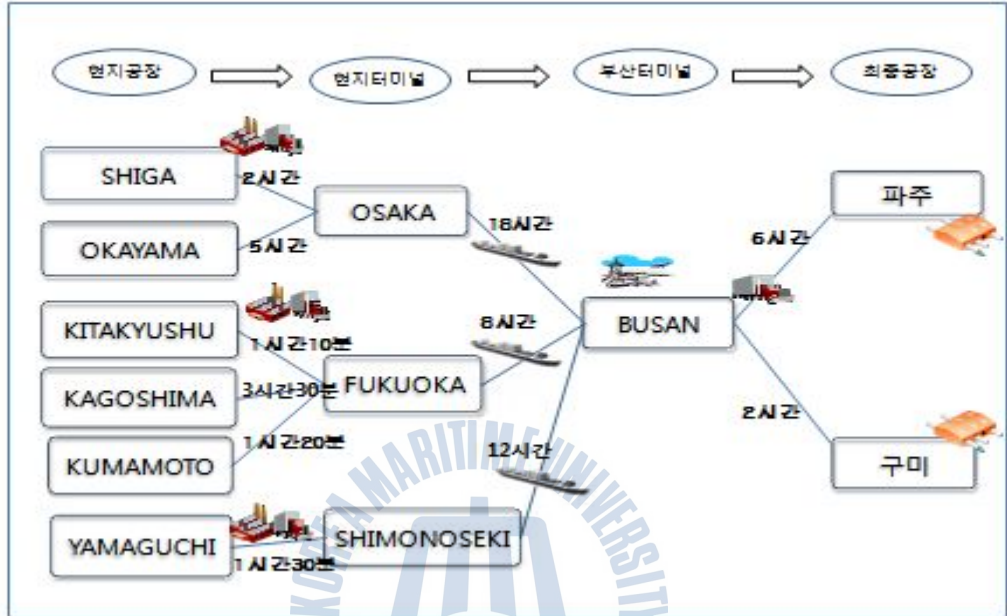 현지공장
현지터미널
부산터미널
최종공장
SHIGA
2시간
OKAYAMA
5시간
OSAKA
18시간
KITAKYUSHU
1시간10분
KAGOSHIMA
3시간30분
KUMAMOTO
1시간20분
FUKUOKA
8시간
YAMAGUCHI
1시간30분
SHIMONOSEKI
12시간
BUSAN
6시간
파주
2시간
구미
KOREA MARITIME UNIVERSITY